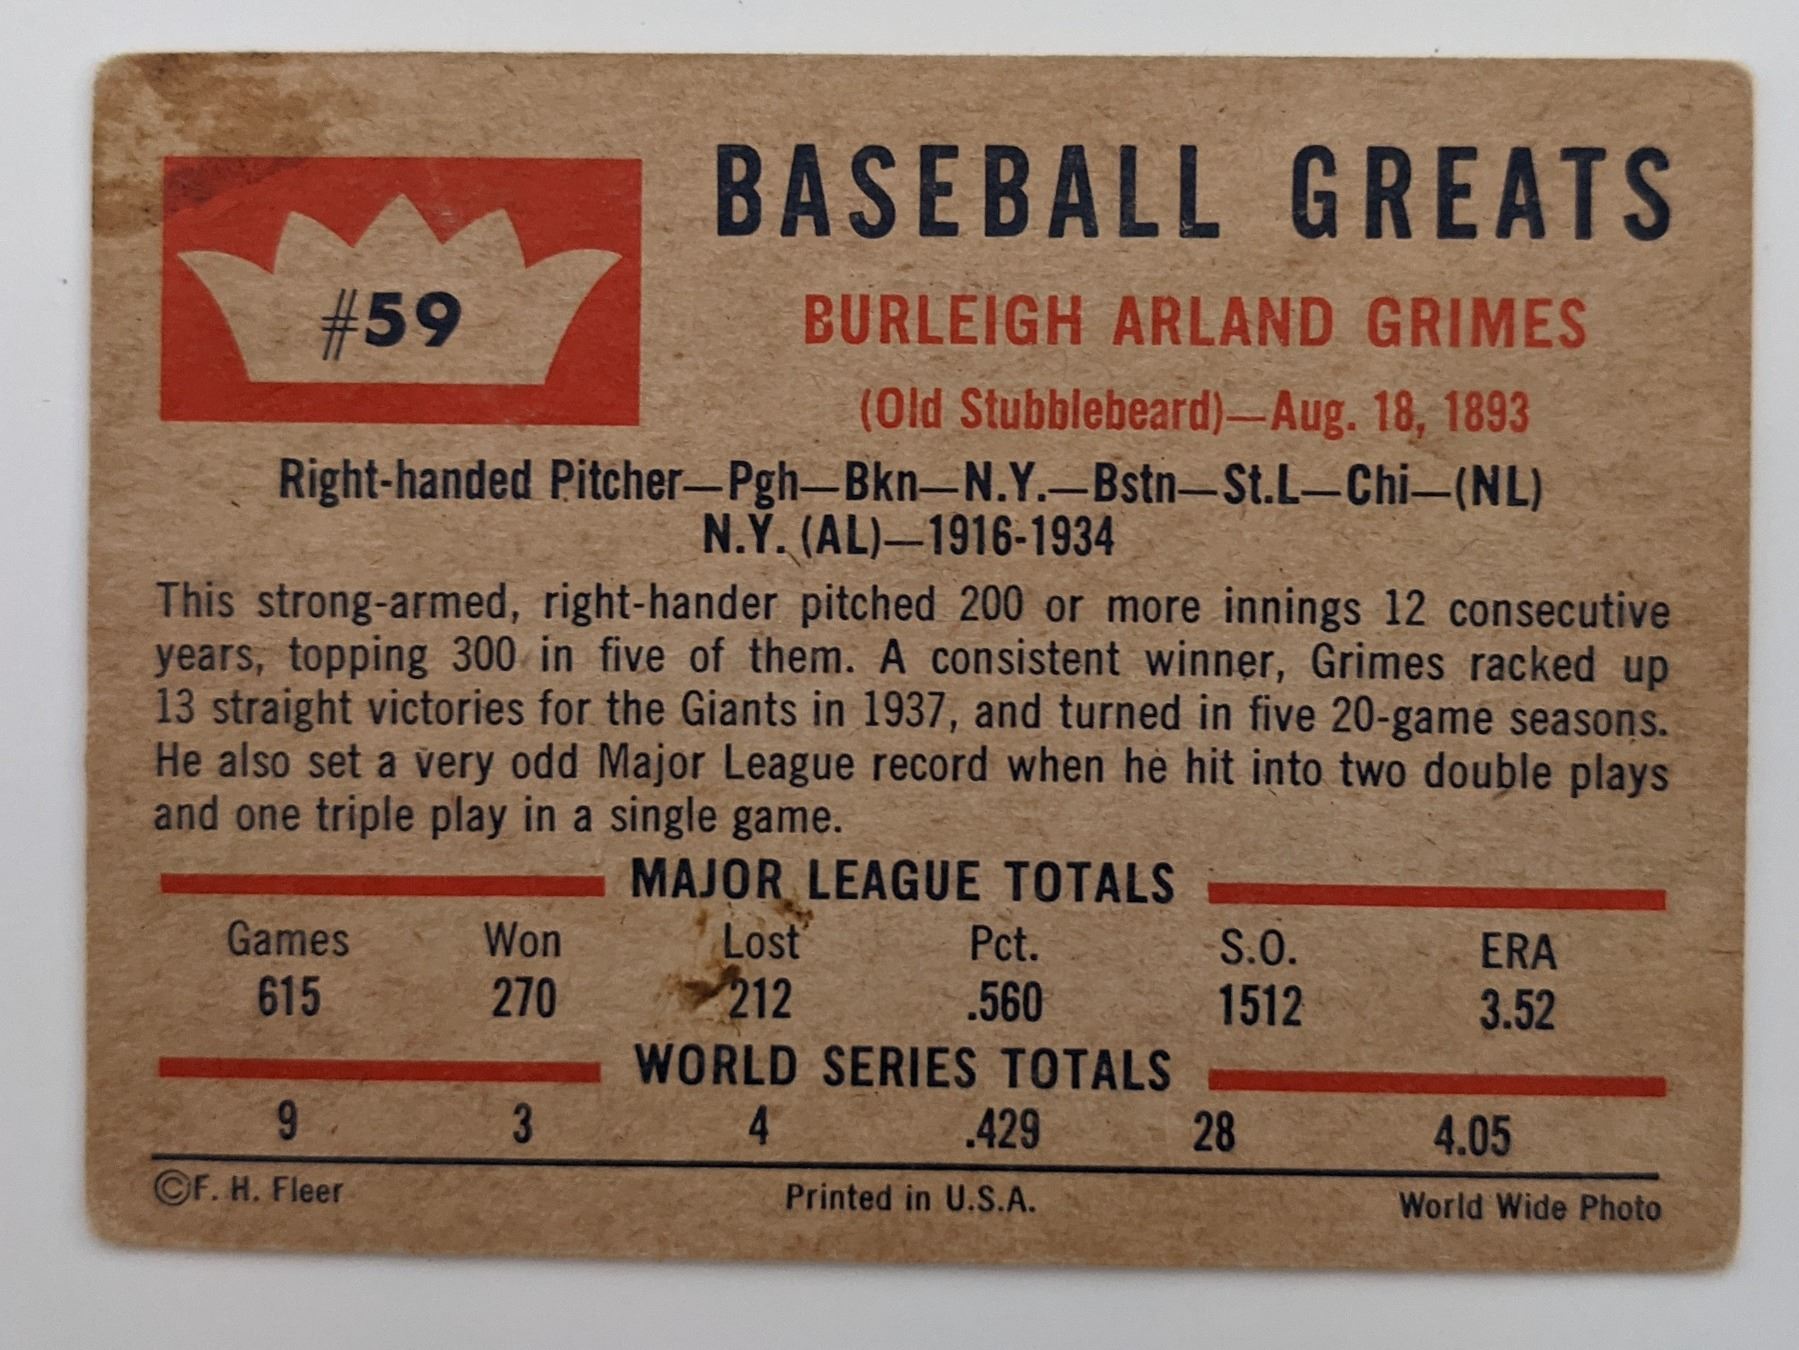 BASEBALL GREATS
#59
BURLEIGH ARLAND GRIMES
(Old Stubblebeard)—Aug. 18, 1893
Right-handed Pitcher—Pgh—Bkn—N.Y.—Bstn—St.L—Chi—(NL)
N.Y. (AL)—1916-1934
This strong-armed, right-hander pitched 200 or more innings 12 consecutive
years, topping 300 in five of them. A consistent winner, Grimes racked up
13 straight victories for the Giants in 1937, and turned in five 20-game seasons.
He also set a very odd Major League record when he hit into two double plays
and one triple play in a single game.
MAJOR LEAGUE TOTALS
Games Won Lost Pct. S.O. ERA
615 270 212 .560 1512 3.52
WORLD SERIES TOTALS
9 3 4 .429 28 4.05
©F. H. Fleer Printed in U.S.A. World Wide Photo